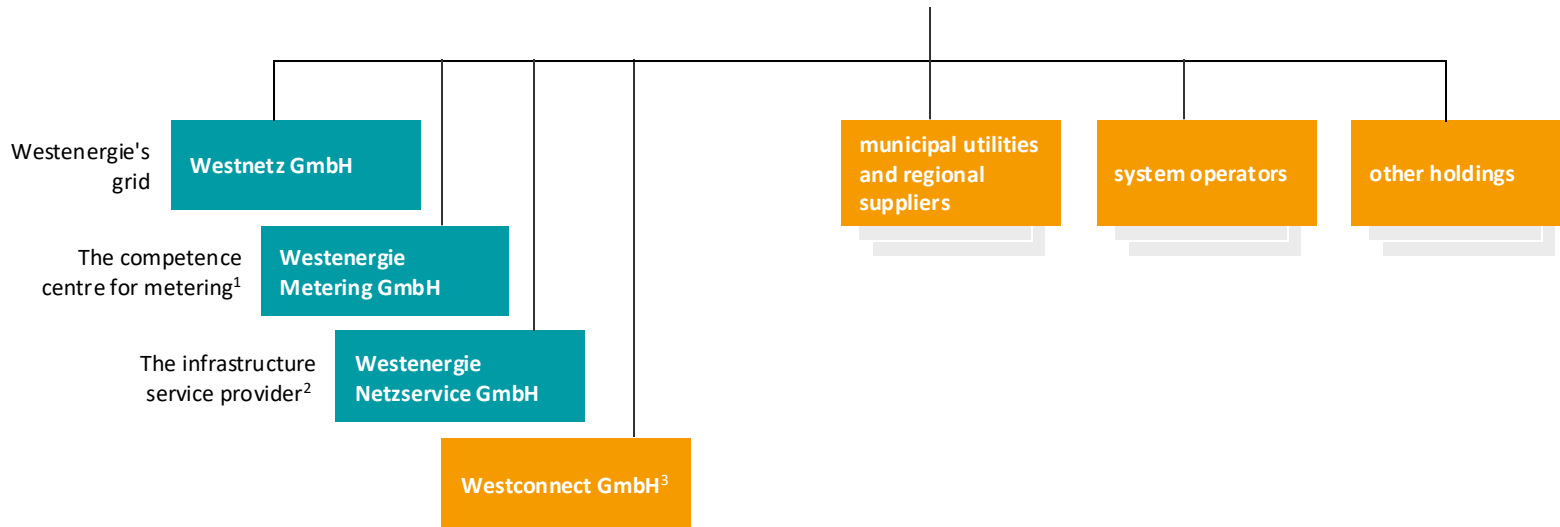 Westenergie's
grid
Westnetz GmbH
municipal utilities
and regional
suppliers
system operators
other holdings
The competence
centre for metering¹
Westenergie
Metering GmbH
The infrastructure
service provider²
Westenergie
Netzservice GmbH
Westconnect GmbH³